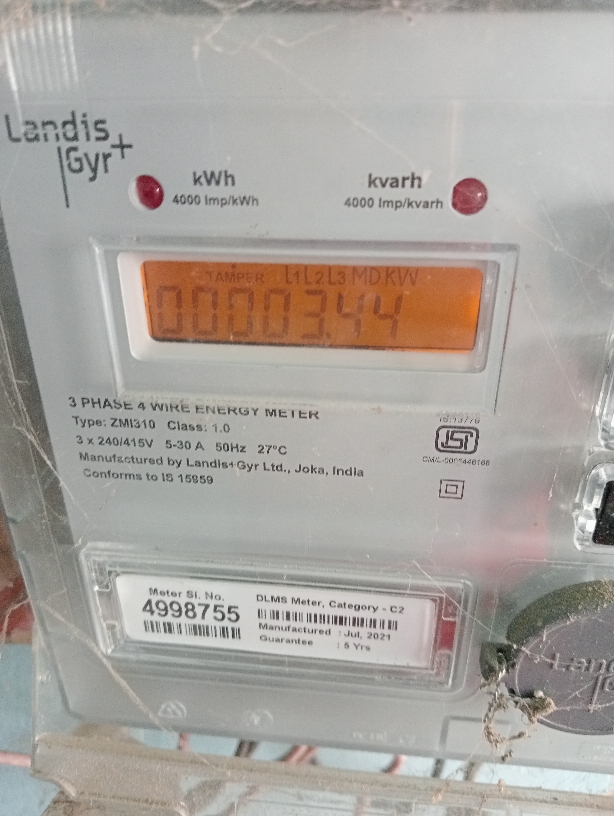 Landis
Gyr+
kWh
4000 Imp/kWh
kvarh
4000 Imp/kvarh
TAMPER L1L2L3 MD KW
00003.44
3 PHASE 4 WIRE ENERGY METER
Type: ZMI310 Class: 1.0
3 x 240/415V 5-30 A 50Hz 27°C
Manufactured by Landis+Gyr Ltd., Joka, India
Conforms to IS 15959
IS:13779
Meter Sl. No.
4998755
DLMS Meter, Category - C2
Manufactured : Jul, 2021
Guarantee : 5 Yrs